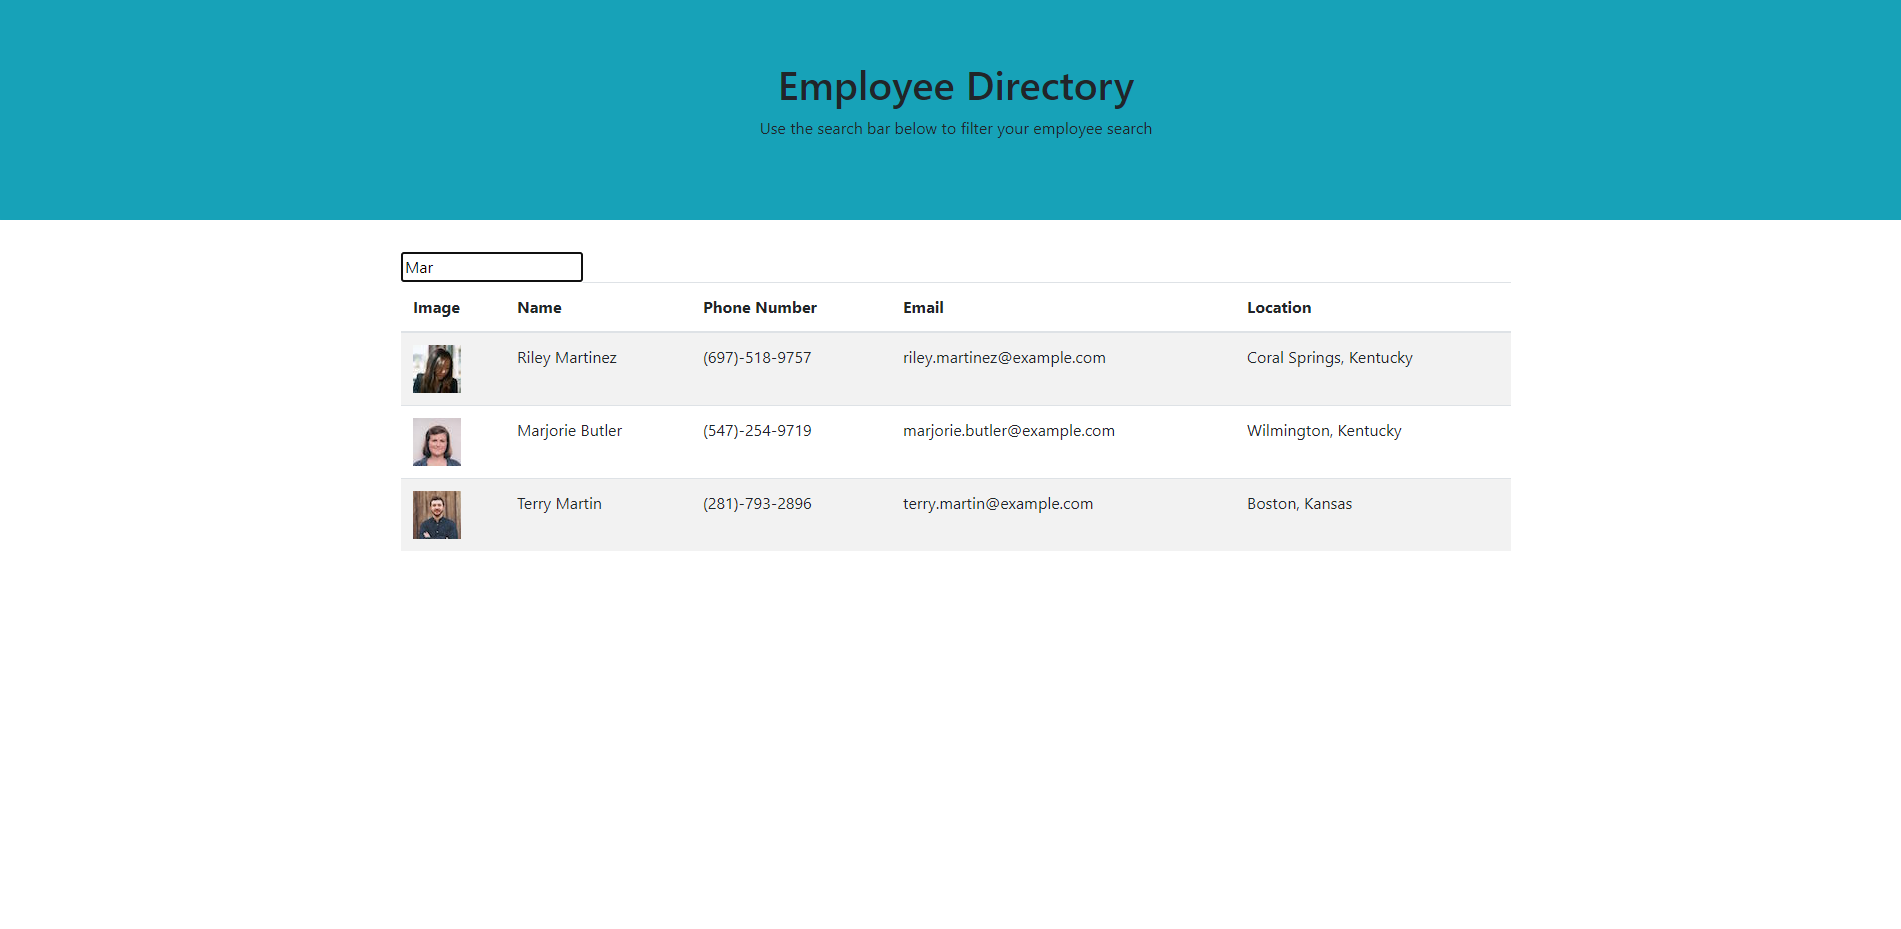 Employee Directory
Use the search bar below to filter your employee search
Mar
Image Name Phone Number Email Location
Riley Martinez (697)-518-9757 riley.martinez@example.com Coral Springs, Kentucky
Marjorie Butler (547)-254-9719 marjorie.butler@example.com Wilmington, Kentucky
Terry Martin (281)-793-2896 terry.martin@example.com Boston, Kansas